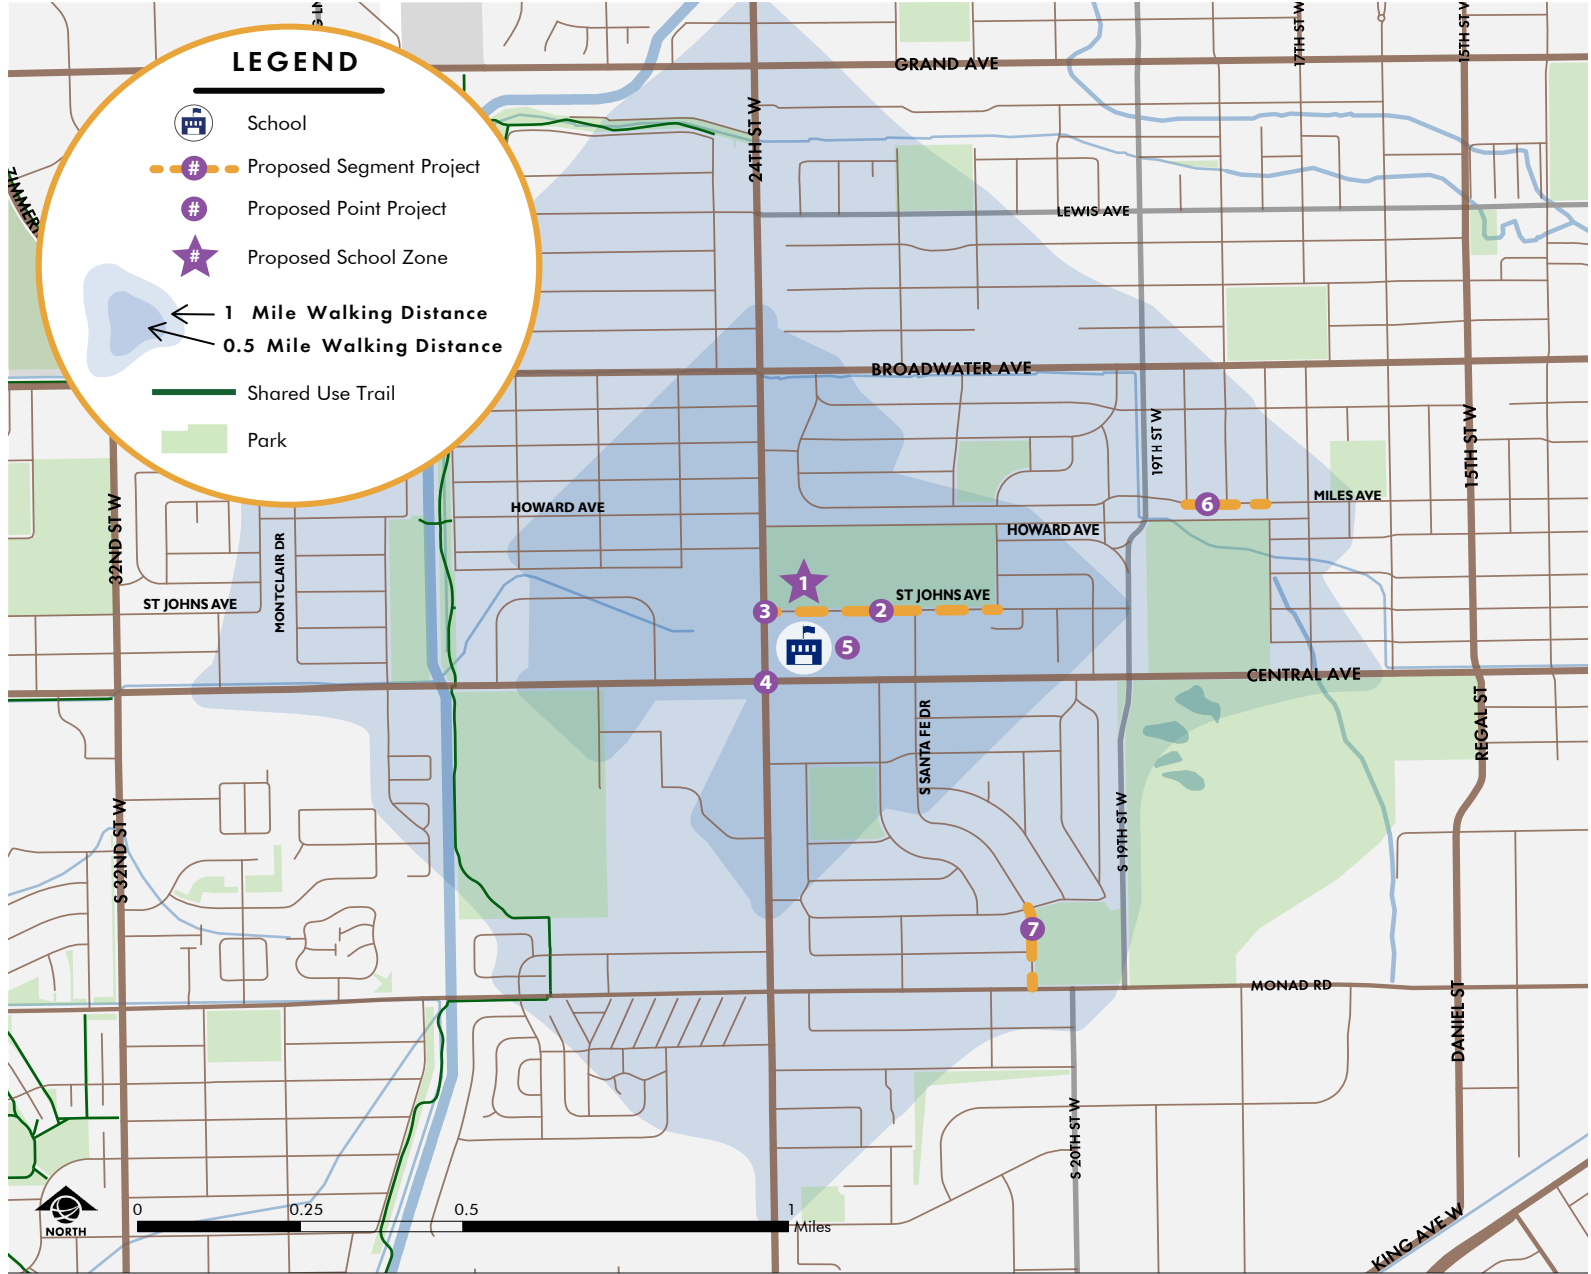 LEGEND
School
# Proposed Segment Project
# Proposed Point Project
# Proposed School Zone
1 Mile Walking Distance
0.5 Mile Walking Distance
Shared Use Trail
Park
GRAND AVE
17TH ST W
15TH ST W
24TH ST W
LEWIS AVE
BROADWATER AVE
19TH ST W
15TH ST W
6
MILES AVE
HOWARD AVE
HOWARD AVE
32ND ST W
MONTCLAIR DR
ST JOHNS AVE
1
ST JOHNS AVE
3
2
5
4
CENTRAL AVE
S SANTA FE DR
REGAL ST
S 32ND ST W
S 19TH ST W
7
MONAD RD
DANIEL ST
S 20TH ST W
KING AVE W
NORTH
0 0.25 0.5 1
Miles